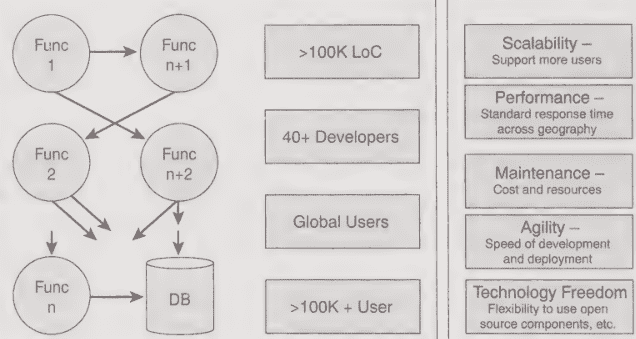 Func
1
Func
n+1
Func
2
Func
n+2
Func
n
DB
>100K LoC
40+ Developers
Global Users
>100K + User
Scalability –
Support more users
Performance –
Standard response time
across geography
Maintenance –
Cost and resources
Agility –
Speed of development
and deployment
Technology Freedom
Flexibility to use open
source components, etc.